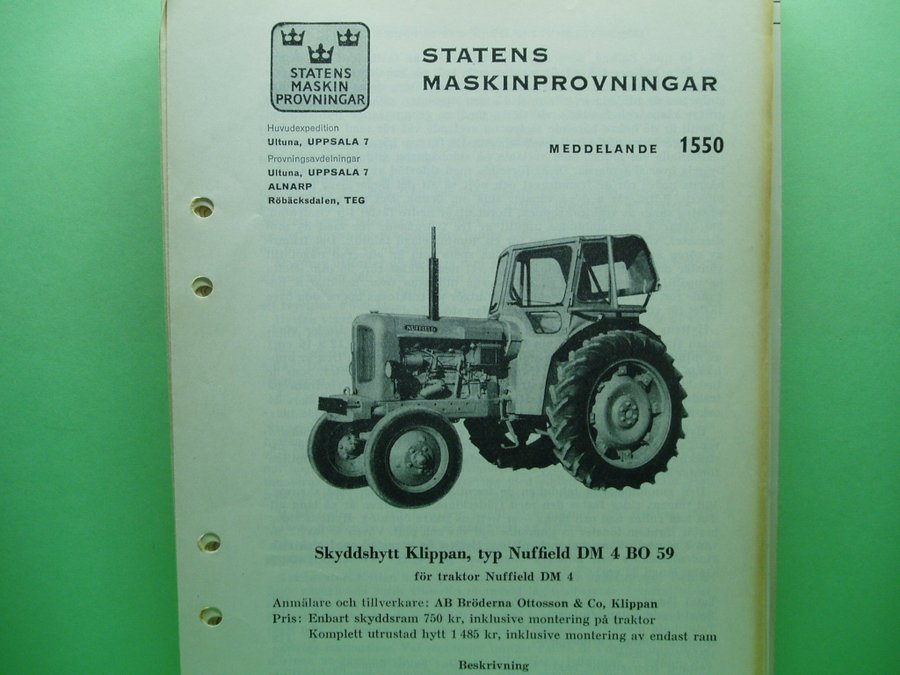 STATENS
MASKIN
PROVNINGAR
STATENS
MASKINPROVNINGAR
Huvudexpedition
Ultuna, UPPSALA 7
Provningsavdelningar
Ultuna, UPPSALA 7
ALNARP
Röbäcksdalen, TEG
MEDDELANDE 1550
NUFFIELD
Skyddshytt Klippan, typ Nuffield DM 4 BO 59
för traktor Nuffield DM 4
Anmälare och tillverkare: AB Bröderna Ottosson & Co, Klippan
Pris: Enbart skyddsram 750 kr, inklusive montering på traktor
Komplett utrustad hytt 1 485 kr, inklusive montering av endast ram
Beskrivning